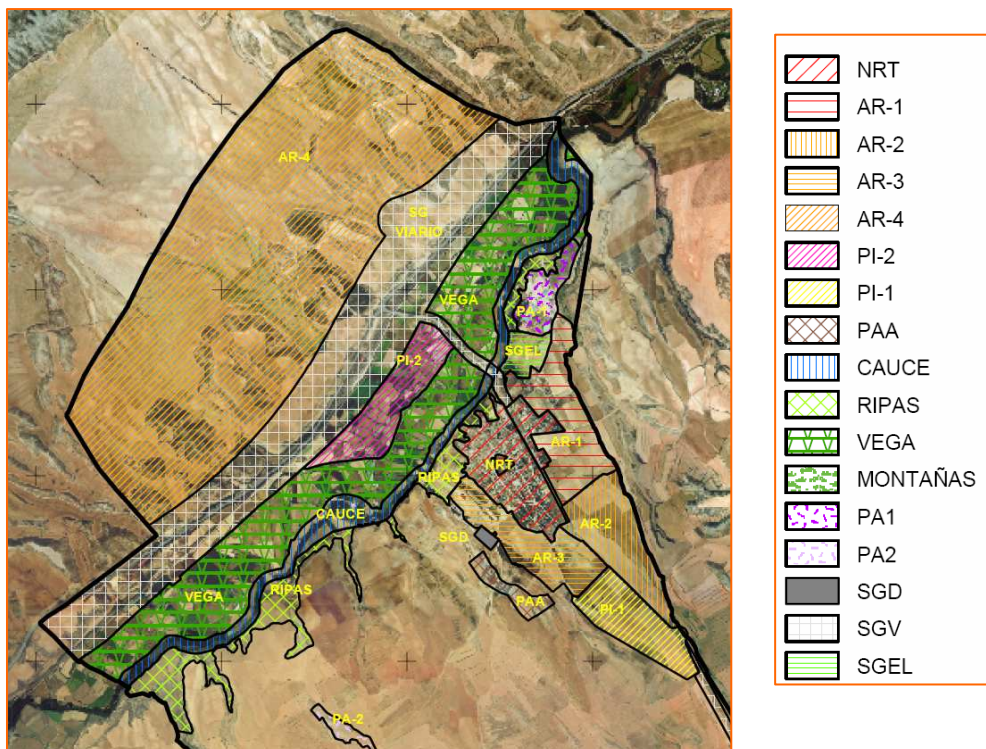 AR-4
SG
VIARIO
VEGA
PA-1
SGEL
PI-2
AR-1
NRT
RIPAS
CAUCE
AR-2
SGD
AR-3
PAA
PI-1
RIPAS
VEGA
PA-2
NRT
AR-1
AR-2
AR-3
AR-4
PI-2
PI-1
PAA
CAUCE
RIPAS
VEGA
MONTAÑAS
PA1
PA2
SGD
SGV
SGEL